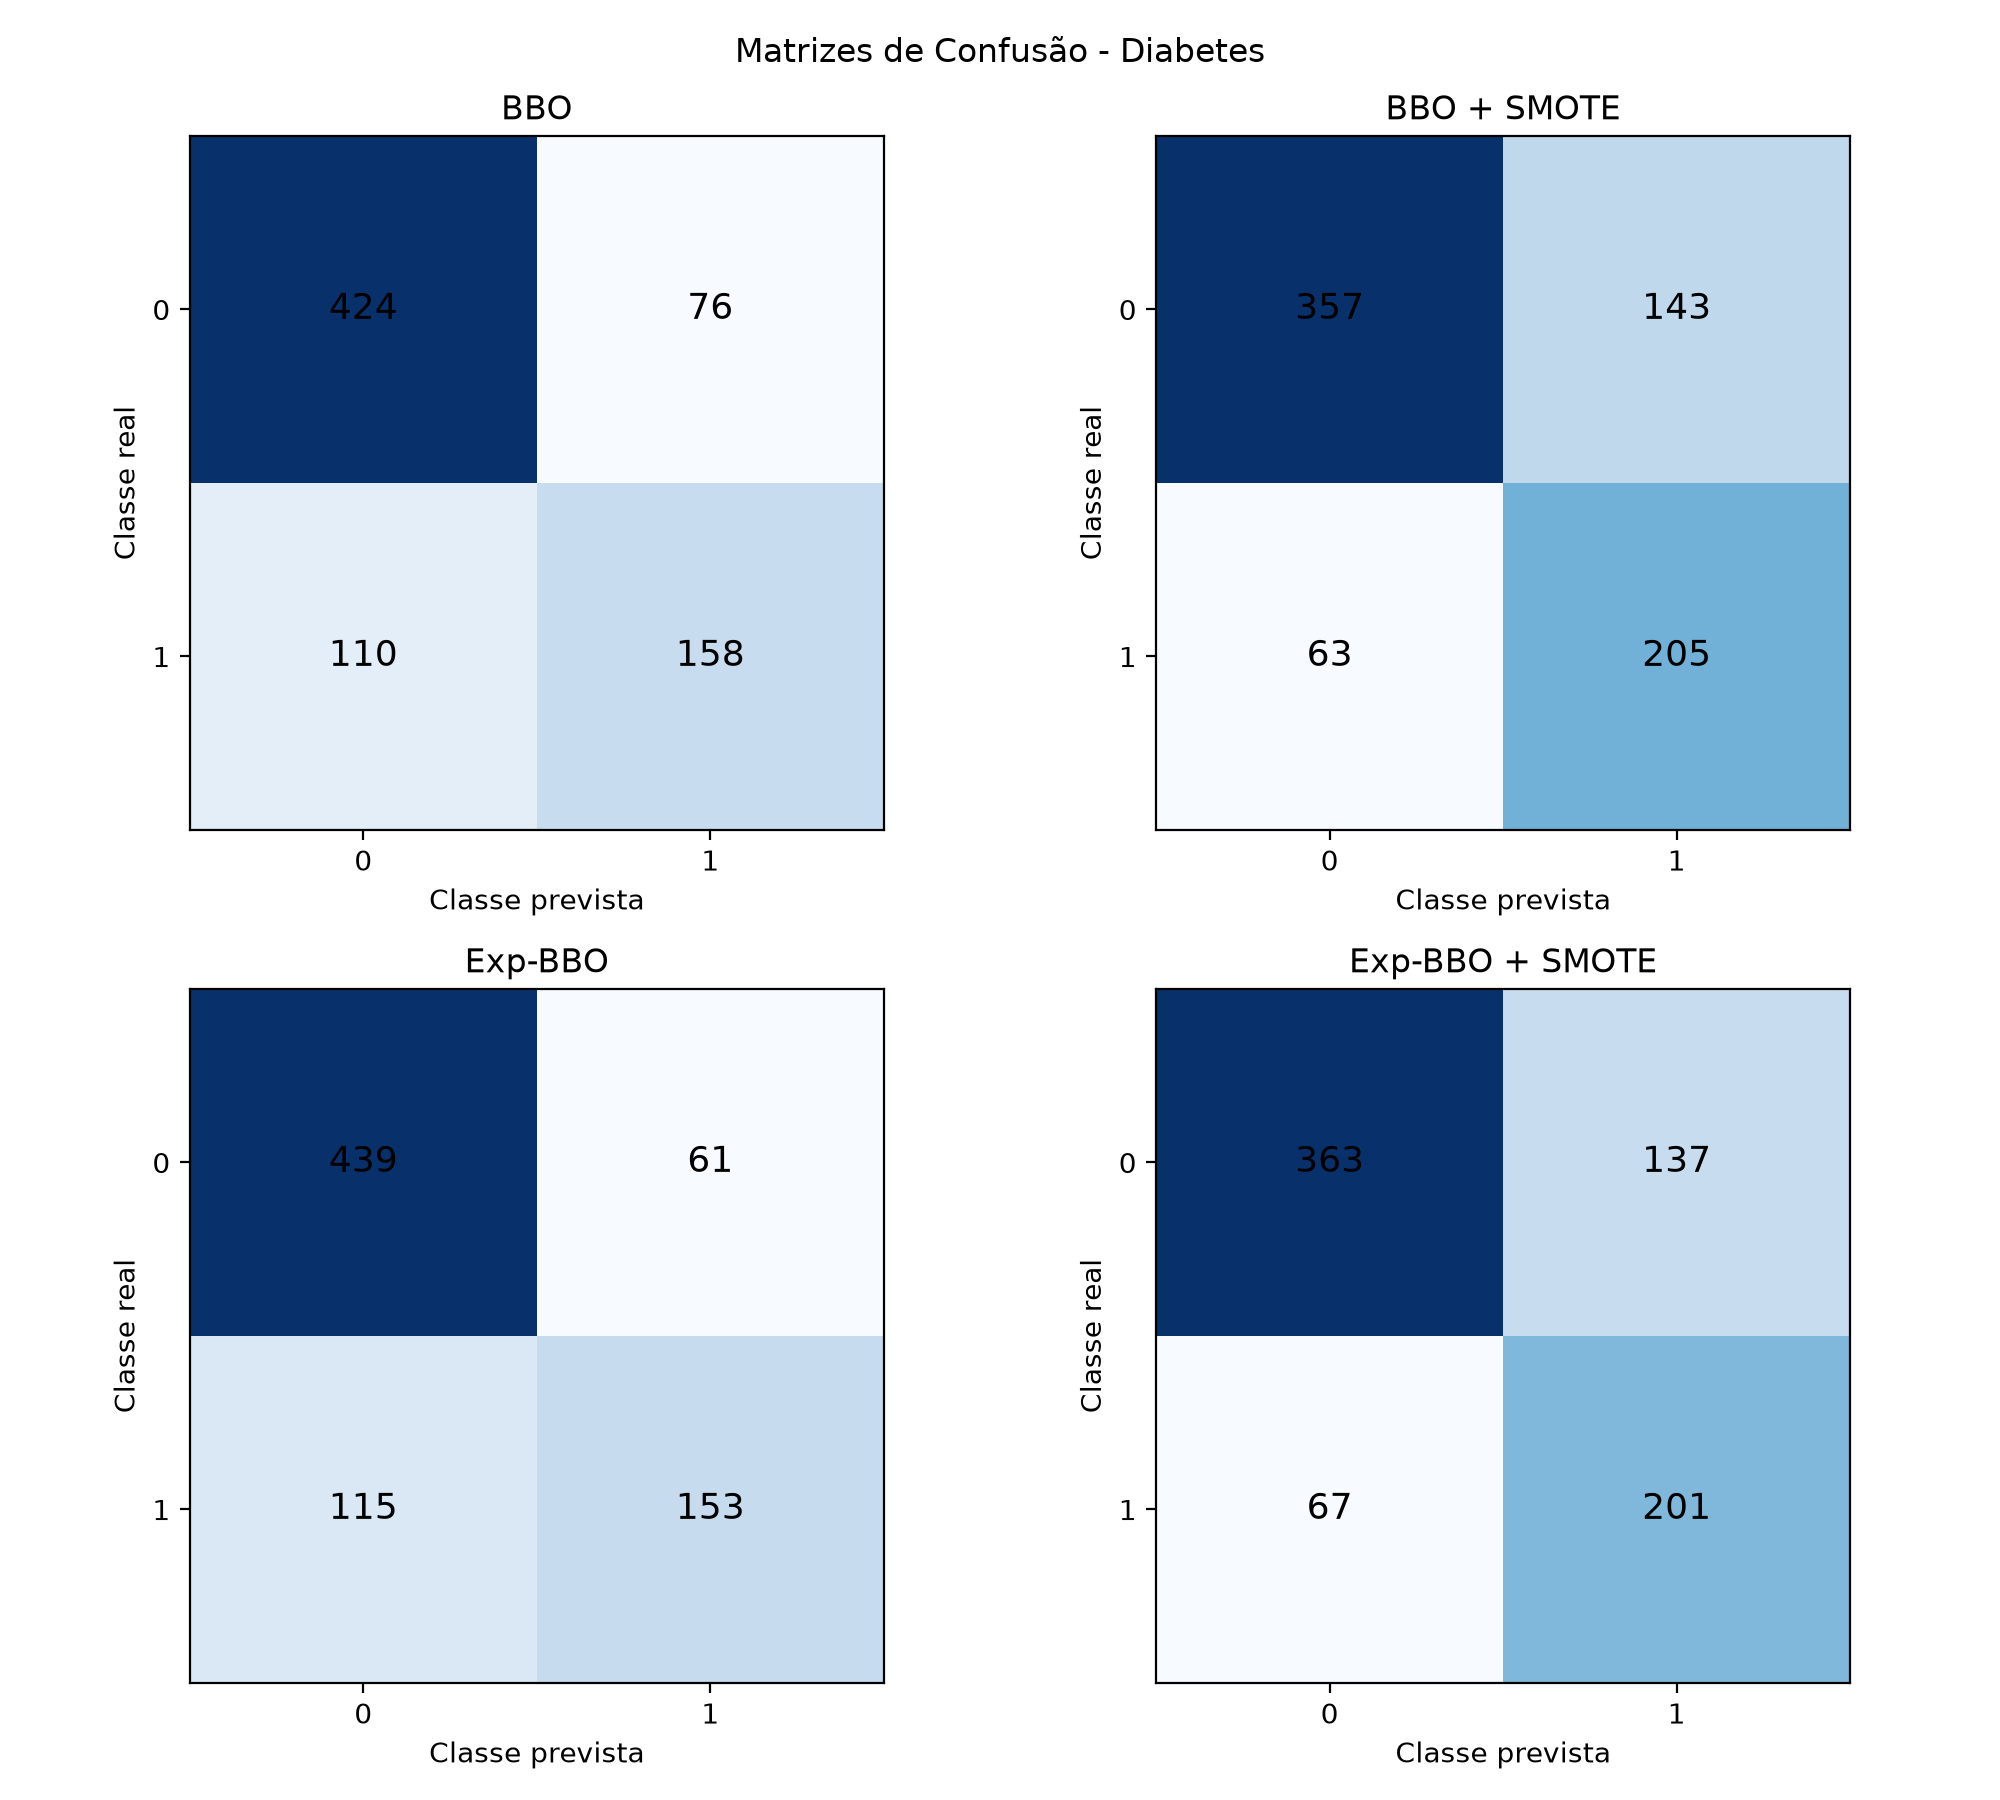 Matrizes de Confusão - Diabetes
BBO
0
424
76
Classe real
1
110
158
0
1
Classe prevista
BBO + SMOTE
0
357
143
Classe real
1
63
205
0
1
Classe prevista
Exp-BBO
0
439
61
Classe real
1
115
153
0
1
Classe prevista
Exp-BBO + SMOTE
0
363
137
Classe real
1
67
201
0
1
Classe prevista